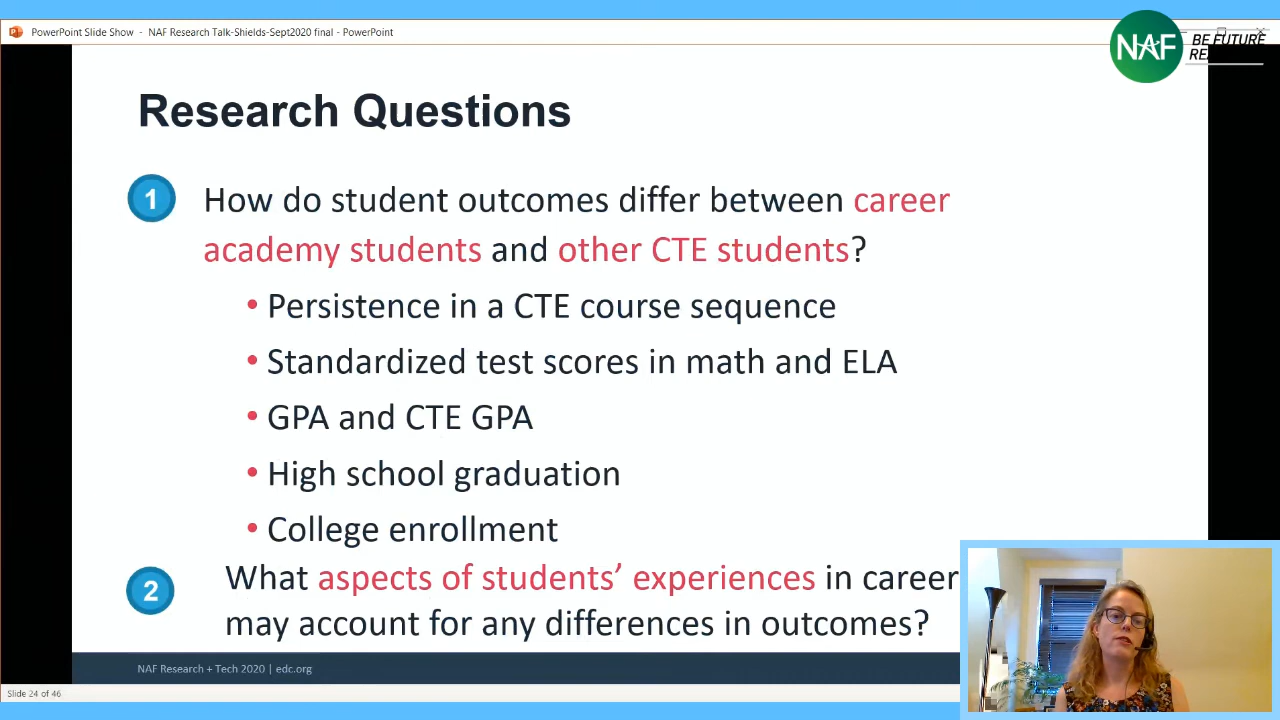 PowerPoint Slide Show - NAF Research Talk-Shields-Sept2020 final - PowerPoint
NAF
BE FUTURE
Research Questions
1
How do student outcomes differ between career
academy students and other CTE students?
• Persistence in a CTE course sequence
• Standardized test scores in math and ELA
• GPA and CTE GPA
• High school graduation
• College enrollment
2
What aspects of students’ experiences in career
may account for any differences in outcomes?
NAF Research + Tech 2020 | edc.org
Slide 24 of 46